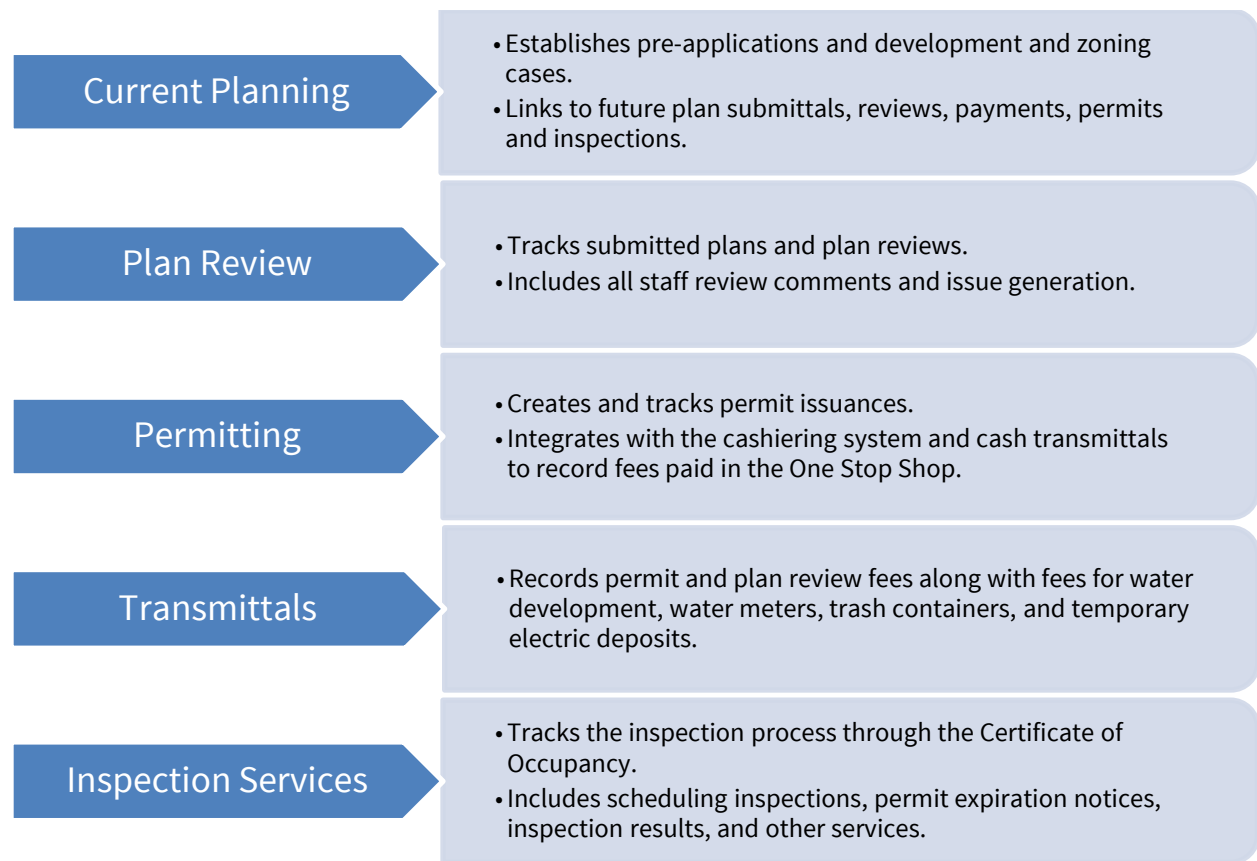 Current Planning
• Establishes pre-applications and development and zoning
cases.
• Links to future plan submittals, reviews, payments, permits
and inspections.
Plan Review
• Tracks submitted plans and plan reviews.
• Includes all staff review comments and issue generation.
Permitting
• Creates and tracks permit issuances.
• Integrates with the cashiering system and cash transmittals
to record fees paid in the One Stop Shop.
Transmittals
• Records permit and plan review fees along with fees for water
development, water meters, trash containers, and temporary
electric deposits.
Inspection Services
• Tracks the inspection process through the Certificate of
Occupancy.
• Includes scheduling inspections, permit expiration notices,
inspection results, and other services.